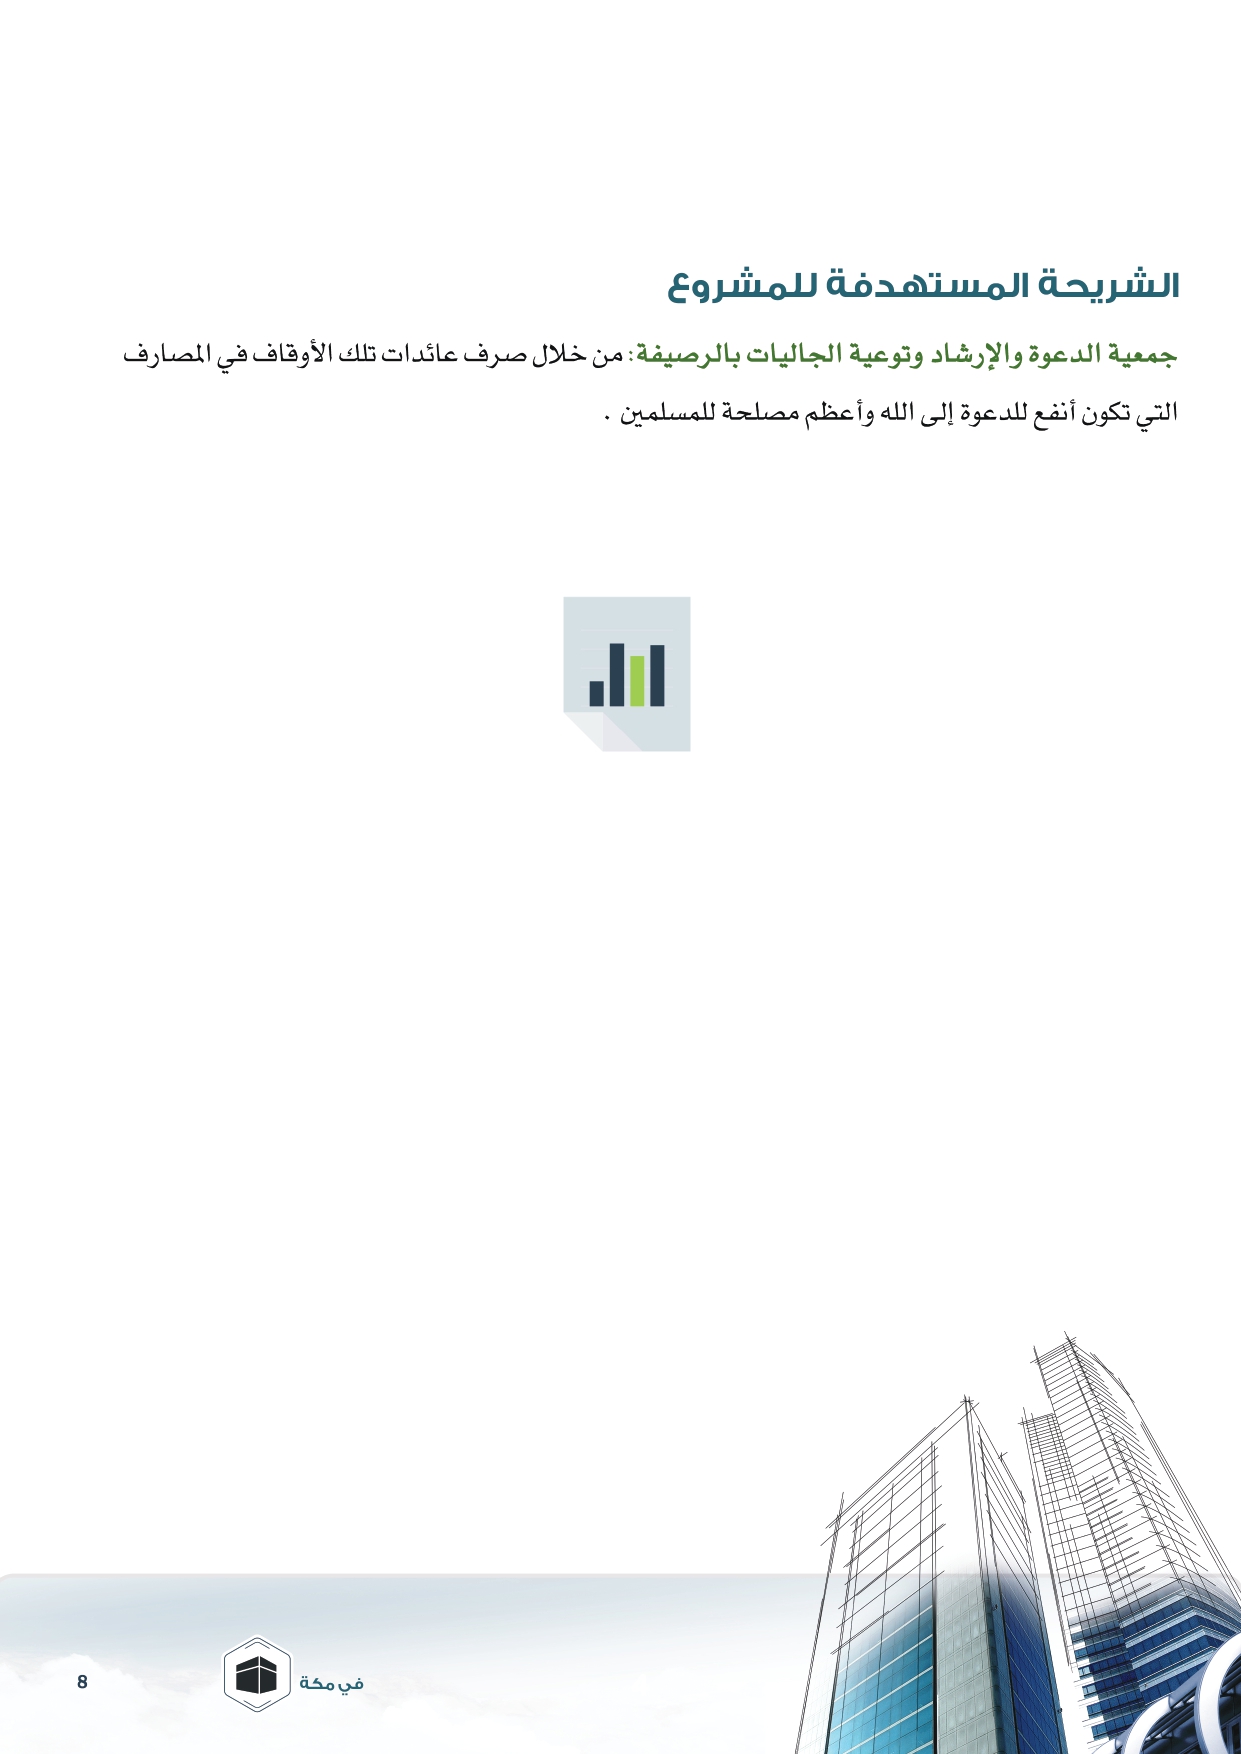 الشريحة المستهدفة للمشروع
جمعية الدعوة والإرشاد وتوعية الجاليات بالرصيفة: من خلال صرف عائدات تلك الأوقاف في المصارف
التي تكون أنفع للدعوة إلى الله وأعظم مصلحة للمسلمين .
في مكة
8